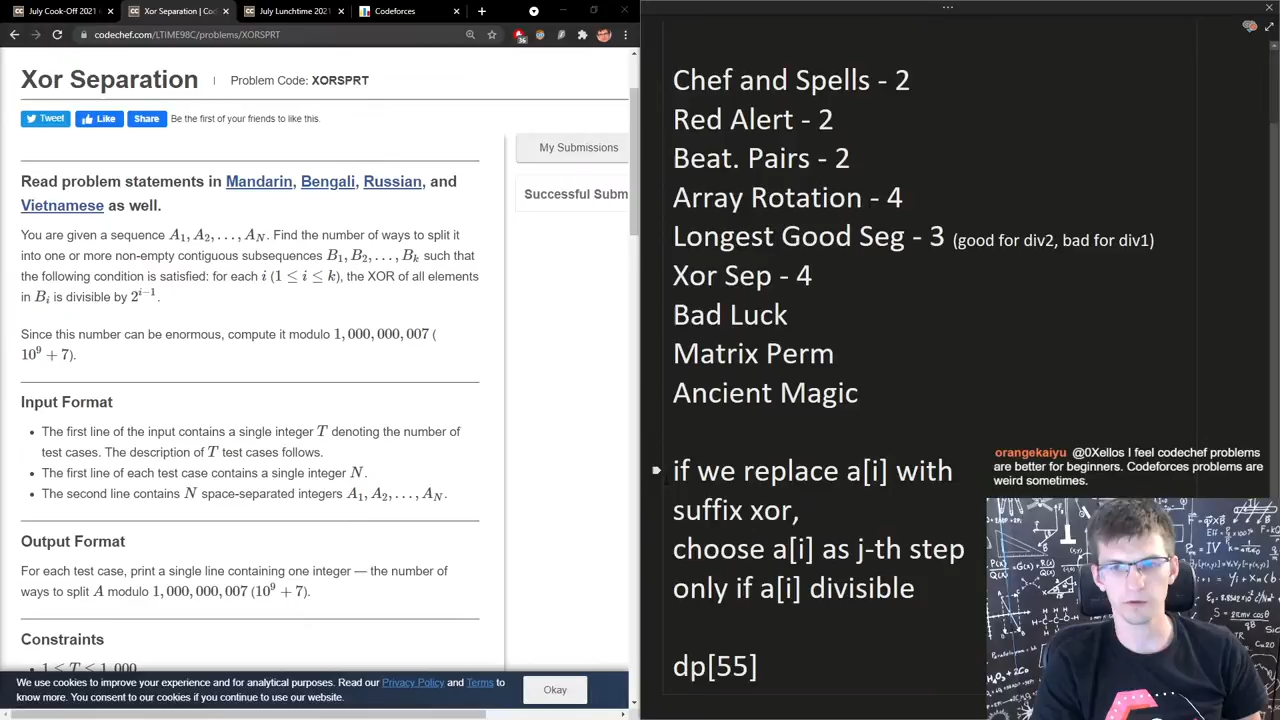 July Cook-Off 2021
Xor Separation | Cod
July Lunchtime 2021
Codeforces
codechef.com/LTIME98C/problems/XORSPRT
36
Xor Separation
Problem Code: XORSPRT
Tweet
Like
Share
Be the first of your friends to like this.
My Submissions
Successful Subm
Read problem statements in Mandarin, Bengali, Russian, and
Vietnamese as well.
You are given a sequence A1, A2, . . . , AN. Find the number of ways to split it
into one or more non-empty contiguous subsequences B1, B2, . . . , Bk such that
the following condition is satisfied: for each i (1 ≤ i ≤ k), the XOR of all elements
in Bi is divisible by 2^{i−1}.
Since this number can be enormous, compute it modulo 1, 000, 000, 007 (
10^9 + 7).
Input Format
• The first line of the input contains a single integer T denoting the number of
test cases. The description of T test cases follows.
• The first line of each test case contains a single integer N.
• The second line contains N space-separated integers A1, A2, . . . , AN.
Output Format
For each test case, print a single line containing one integer — the number of
ways to split A modulo 1, 000, 000, 007 (10^9 + 7).
Constraints
• 1 ≤ T ≤ 1, 000
We use cookies to improve your experience and for analytical purposes. Read our Privacy Policy and Terms to
know more. You consent to our cookies if you continue to use our website.
Okay
Chef and Spells - 2
Red Alert - 2
Beat. Pairs - 2
Array Rotation - 4
Longest Good Seg - 3 (good for div2, bad for div1)
Xor Sep - 4
Bad Luck
Matrix Perm
Ancient Magic
if we replace a[i] with
suffix xor,
choose a[i] as j-th step
only if a[i] divisible
dp[55]
orangekaiyu @0Xellos I feel codechef problems
are better for beginners. Codeforces problems are
weird sometimes.